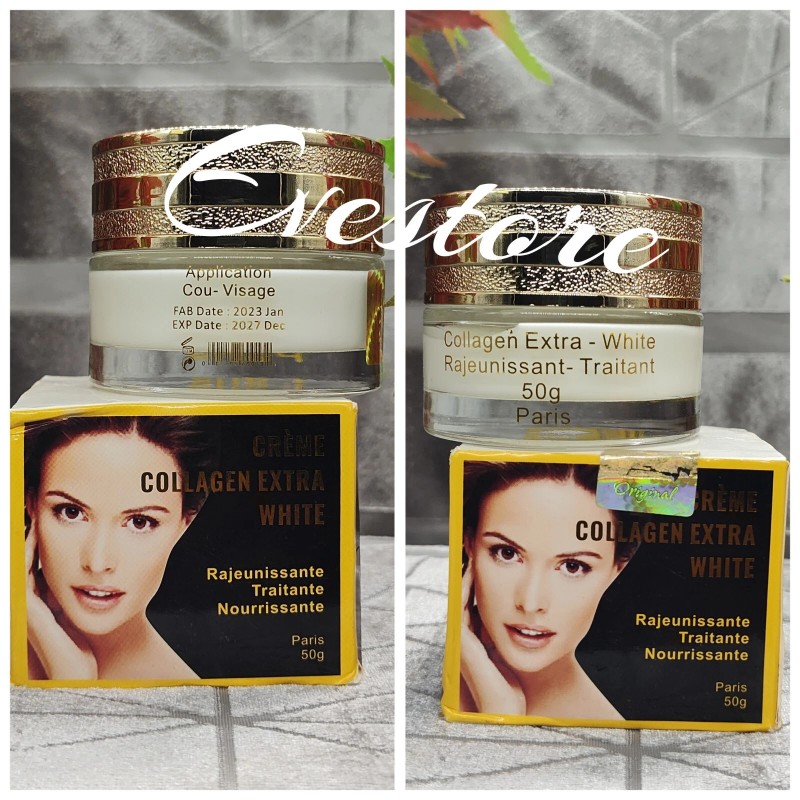 Evestore
Application
Cou- Visage
FAB Date : 2023 Jan
EXP Date : 2027 Dec
CRÈME
COLLAGEN EXTRA
WHITE
Rajeunissante
Traitante
Nourrissante
Paris
50g
Collagen Extra - White
Rajeunissant- Traitant
50g
Paris
Original
CRÈME
COLLAGEN EXTRA
WHITE
Rajeunissante
Traitante
Nourrissante
Paris
50g